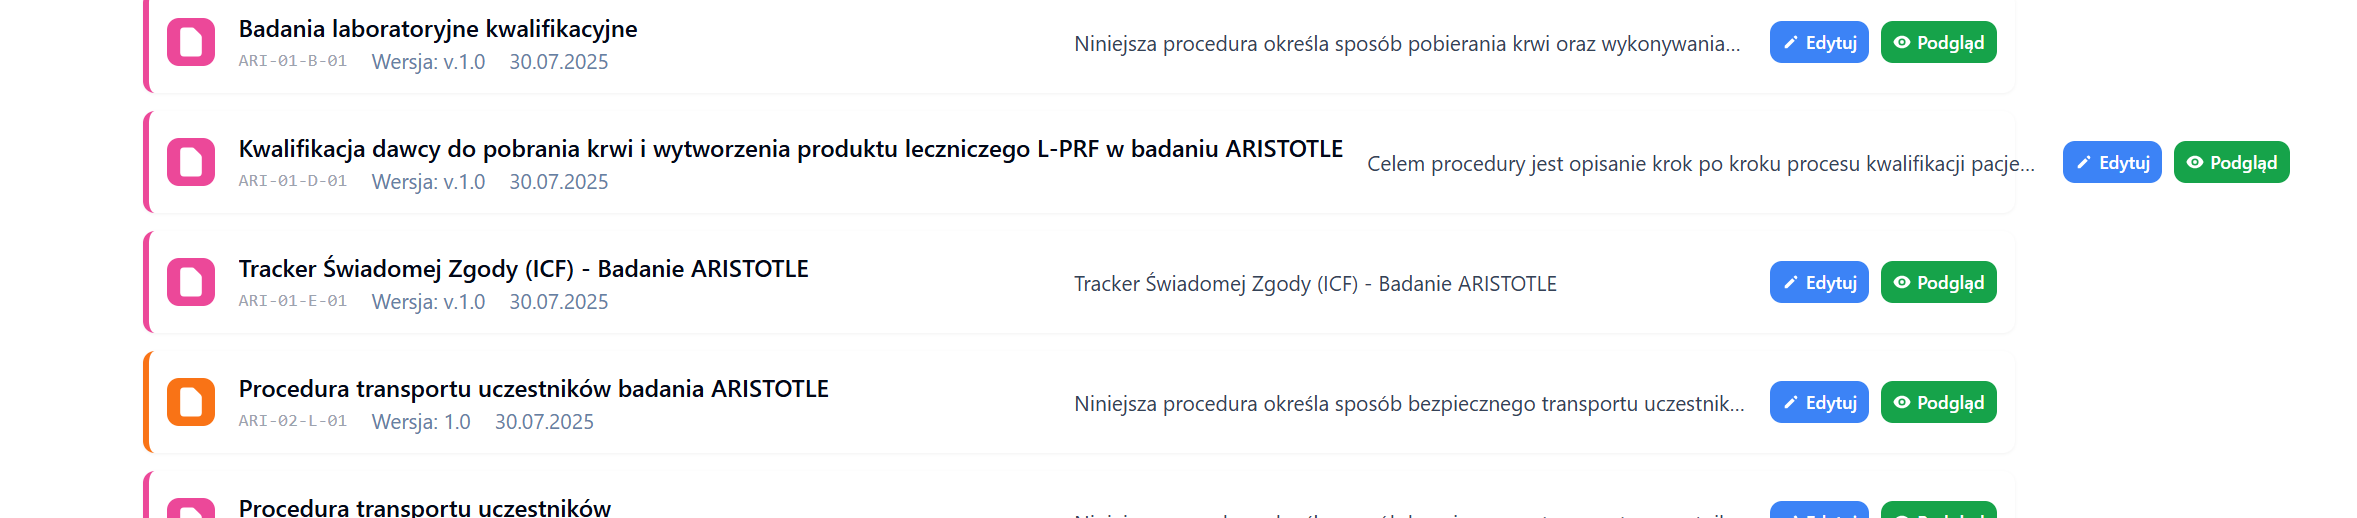 Badania laboratoryjne kwalifikacyjne
ARI-01-B-01 Wersja: v.1.0 30.07.2025
Niniejsza procedura określa sposób pobierania krwi oraz wykonywania...
Edytuj
Podgląd
Kwalifikacja dawcy do pobrania krwi i wytworzenia produktu leczniczego L-PRF w badaniu ARISTOTLE
ARI-01-D-01 Wersja: v.1.0 30.07.2025
Celem procedury jest opisanie krok po kroku procesu kwalifikacji pacje...
Edytuj
Podgląd
Tracker Świadomej Zgody (ICF) - Badanie ARISTOTLE
ARI-01-E-01 Wersja: v.1.0 30.07.2025
Tracker Świadomej Zgody (ICF) - Badanie ARISTOTLE
Edytuj
Podgląd
Procedura transportu uczestników badania ARISTOTLE
ARI-02-L-01 Wersja: 1.0 30.07.2025
Niniejsza procedura określa sposób bezpiecznego transportu uczestnik...
Edytuj
Podgląd
Procedura transportu uczestników